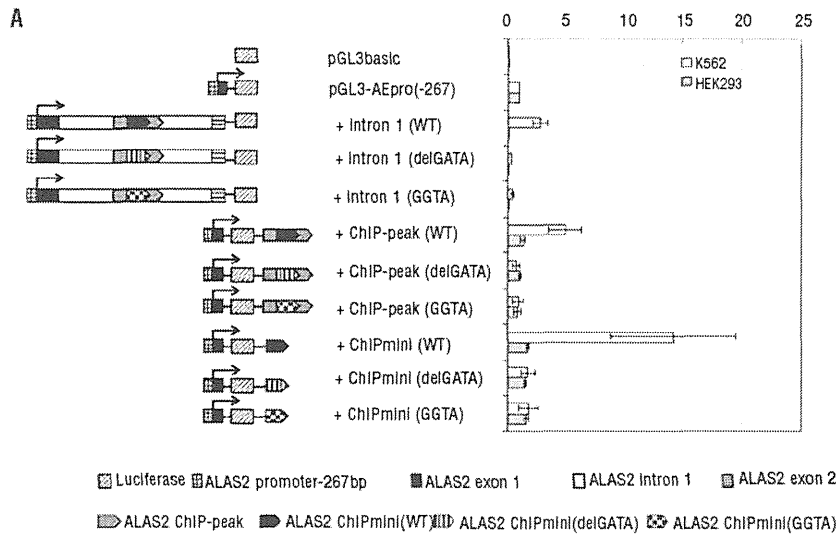 A
0 5 10 15 20 25
K562
HEK293
pGL3basic
pGL3-AEpro(-267)
+ Intron 1 (WT)
+ Intron 1 (delGATA)
+ Intron 1 (GGTA)
+ ChIP-peak (WT)
+ ChIP-peak (delGATA)
+ ChIP-peak (GGTA)
+ ChIPmini (WT)
+ ChIPmini (delGATA)
+ ChIPmini (GGTA)
Luciferase ALAS2 promoter-267bp ALAS2 exon 1 ALAS2 Intron 1 ALAS2 exon 2
ALAS2 ChIP-peak ALAS2 ChIPmini(WT) ALAS2 ChIPmini(delGATA) ALAS2 ChIPmini(GGTA)